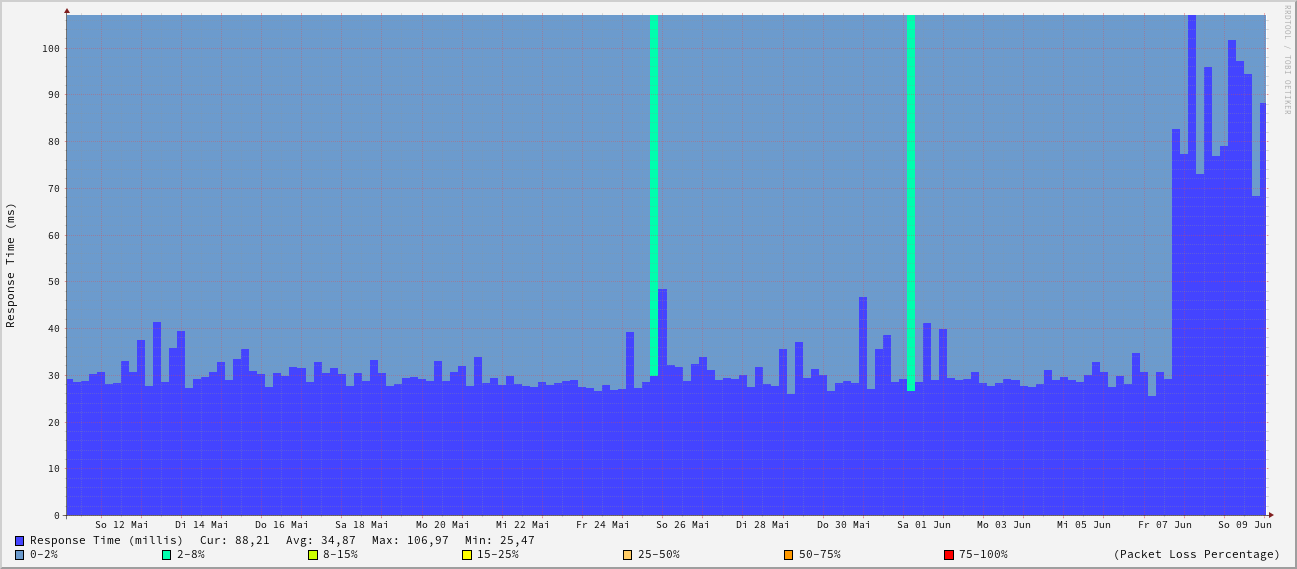 RRDTOOL / TOBI OETIKER
Response Time (ms)
100
90
80
70
60
50
40
30
20
10
0
So 12 Mai Di 14 Mai Do 16 Mai Sa 18 Mai Mo 20 Mai Mi 22 Mai Fr 24 Mai So 26 Mai Di 28 Mai Do 30 Mai Sa 01 Jun Mo 03 Jun Mi 05 Jun Fr 07 Jun So 09 Jun
Response Time (millis) Cur: 88,21 Avg: 34,87 Max: 106,97 Min: 25,47
0-2% 2-8% 8-15% 15-25% 25-50% 50-75% 75-100% (Packet Loss Percentage)